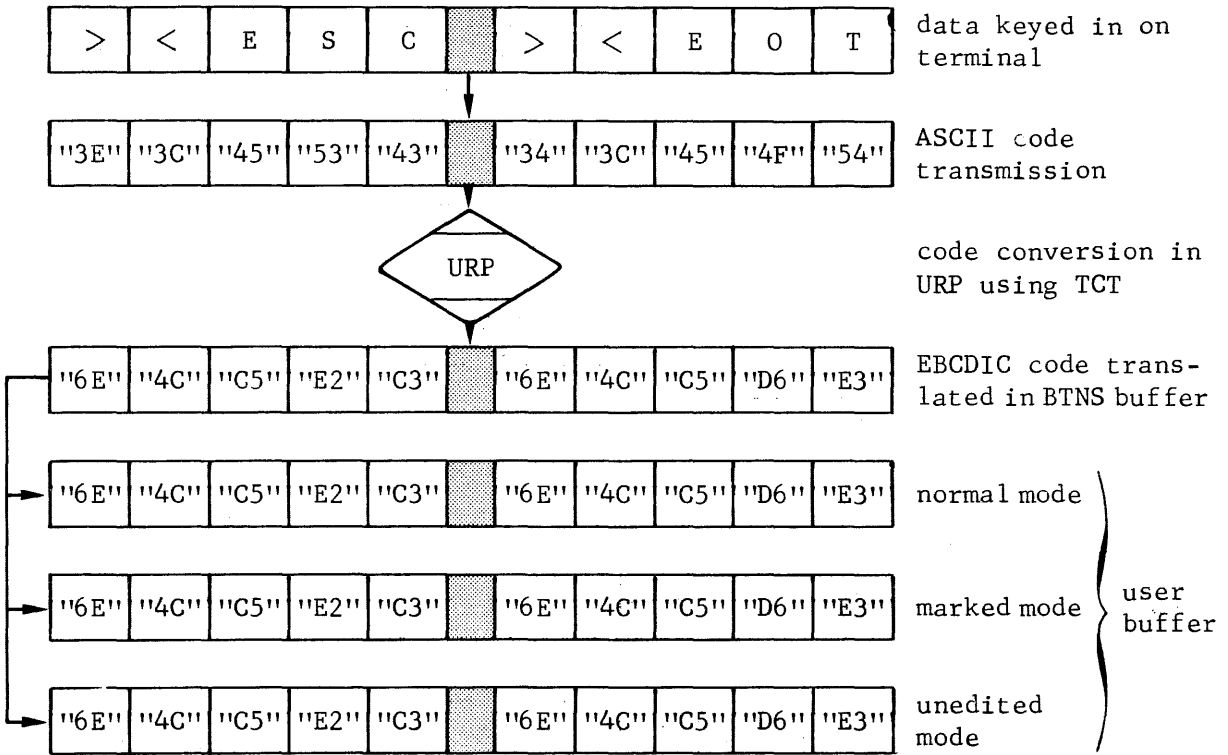 > < E S C > < E O T
data keyed in on
terminal
"3E" "3C" "45" "53" "43" "34" "3C" "45" "4F" "54"
ASCII code
transmission
URP
code conversion in
URP using TCT
"6E" "4C" "C5" "E2" "C3" "6E" "4C" "C5" "D6" "E3"
EBCDIC code trans-
lated in BTNS buffer
"6E" "4C" "C5" "E2" "C3" "6E" "4C" "C5" "D6" "E3"
normal mode
"6E" "4C" "C5" "E2" "C3" "6E" "4C" "C5" "D6" "E3"
marked mode
user
buffer
"6E" "4C" "C5" "E2" "C3" "6E" "4C" "C5" "D6" "E3"
unedited
mode